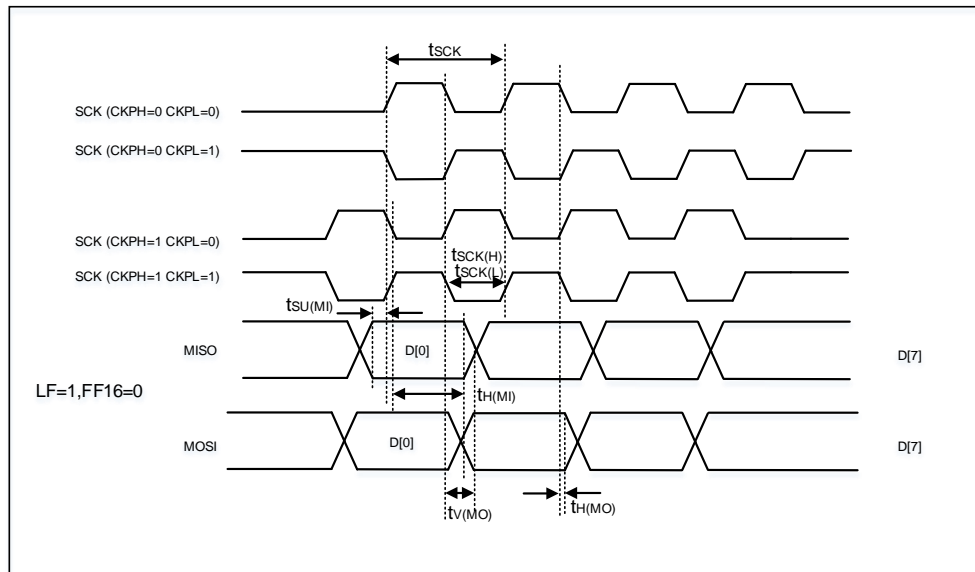 tSCK
SCK (CKPH=0 CKPL=0)
SCK (CKPH=0 CKPL=1)
SCK (CKPH=1 CKPL=0)
tSCK(H)
SCK (CKPH=1 CKPL=1)
tSCK(L)
tSU(MI)
MISO
D[0]
D[7]
LF=1,FF16=0
tH(MI)
MOSI
D[0]
D[7]
tV(MO)
tH(MO)